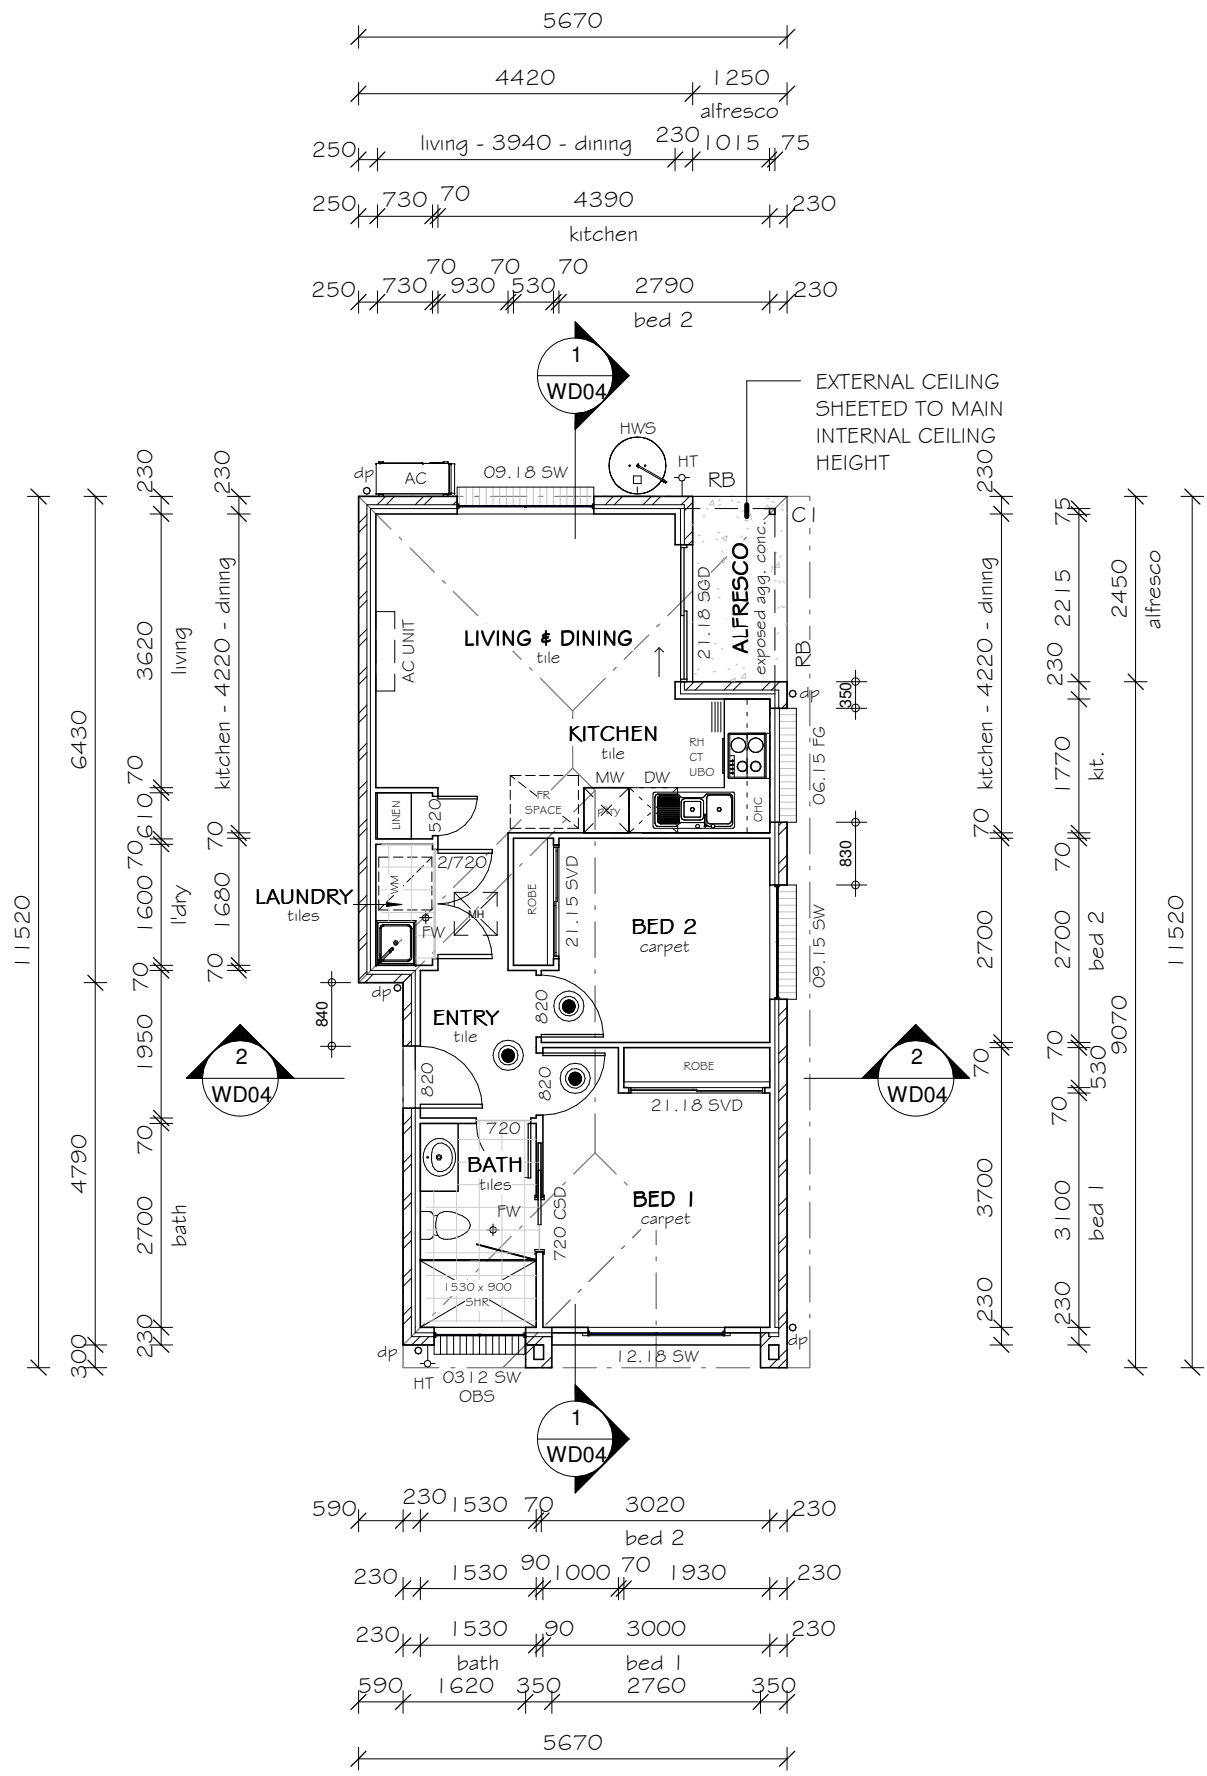 5670
4420 1250
alfresco
250 living - 3940 - dining 230 1015 75
250 730 70 4390 230
kitchen
70 70 70
250 730 930 530 2790 230
bed 2
1
WD04
EXTERNAL CEILING
SHEETED TO MAIN
INTERNAL CEILING
HEIGHT
HWS
HT
RB
dp
AC
09.18 SW
C1
ALFRESCO
exposed agg. conc.
21.18 SGD
RB
dp
LIVING & DINING
tile
AC UNIT
KITCHEN
tile
RH
CT
UBO
MW DW
FR
SPACE
P'TRY
OHC
06.15 FG
LINEN
520
2/720
WM
MH
FW
LAUNDRY
tiles
ROBE
21.15 SVD
BED 2
carpet
09.15 SW
dp
ENTRY
tile
820
820
820
ROBE
21.18 SVD
720
BATH
tiles
FW
720 CSD
BED 1
carpet
1530 x 900
SHR
dp
HT
0312 SW
OBS
12.18 SW
dp
1
WD04
2
WD04
2
WD04
11520
6430
4790
300
230
3620
living
70
610
70
1600
l'dry
70
1950
70
2700
bath
230
230
kitchen - 4220 - dining
70
1680
70
840
350
830
230
kitchen - 4220 - dining
70
2700
70
3700
230
75
2215
230
1770
kit.
70
2700
bed 2
70
530
70
3100
bed 1
230
2450
alfresco
9070
11520
590 230 1530 70 3020 230
bed 2
230 1530 90 1000 70 1930 230
230 1530 90 3000 230
bath bed 1
590 1620 350 2760 350
5670